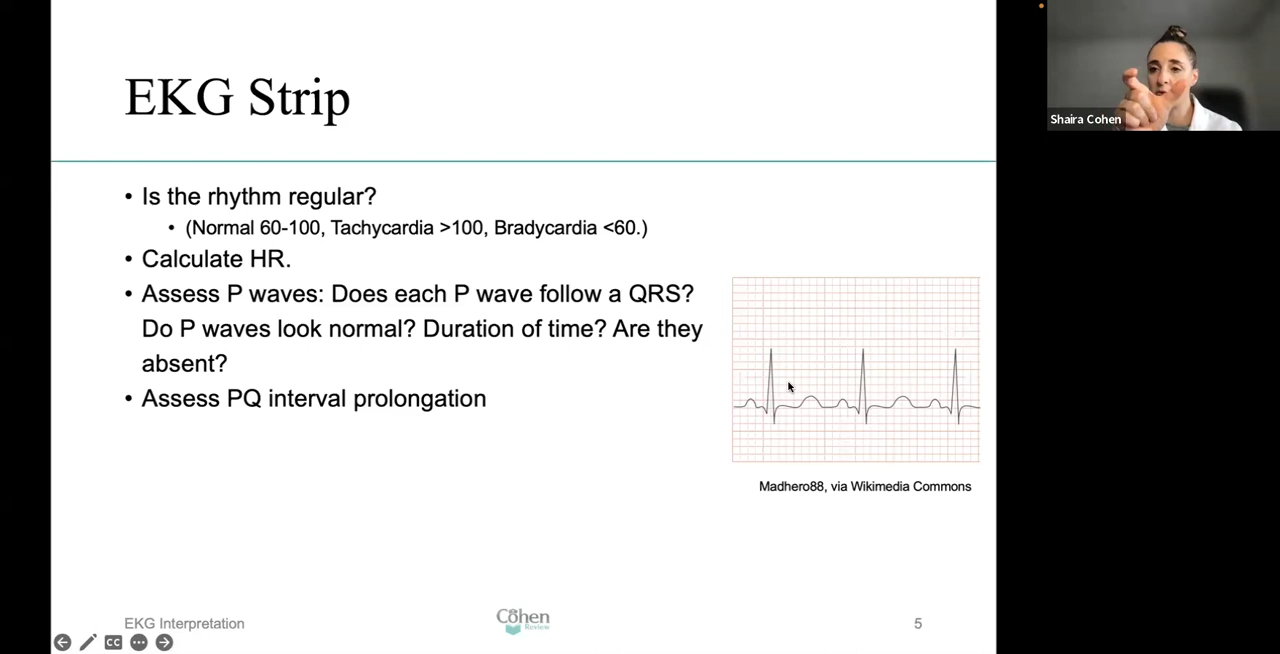 EKG Strip
• Is the rhythm regular?
• (Normal 60-100, Tachycardia >100, Bradycardia <60.)
• Calculate HR.
• Assess P waves: Does each P wave follow a QRS?
Do P waves look normal? Duration of time? Are they
absent?
• Assess PQ interval prolongation
Madhero88, via Wikimedia Commons
EKG Interpretation
Cohen
Review
5
CC
Shaira Cohen